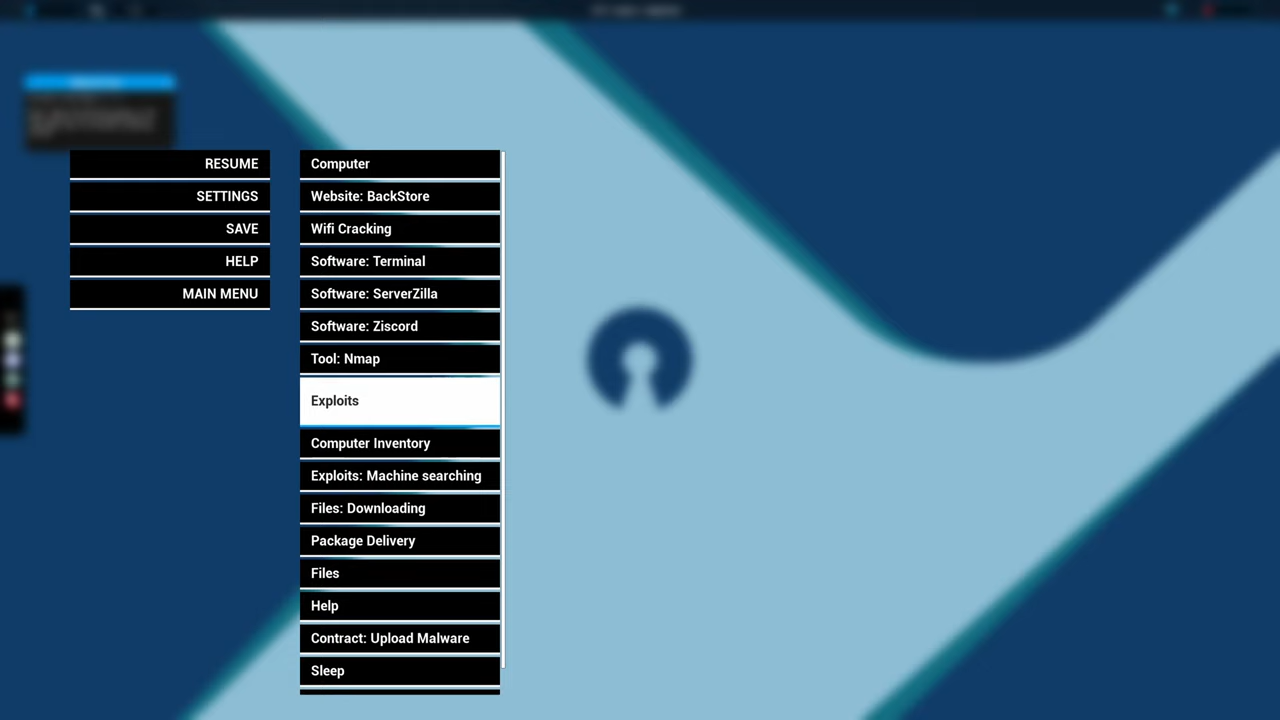 RESUME
SETTINGS
SAVE
HELP
MAIN MENU
Computer
Website: BackStore
Wifi Cracking
Software: Terminal
Software: ServerZilla
Software: Ziscord
Tool: Nmap
Exploits
Computer Inventory
Exploits: Machine searching
Files: Downloading
Package Delivery
Files
Help
Contract: Upload Malware
Sleep